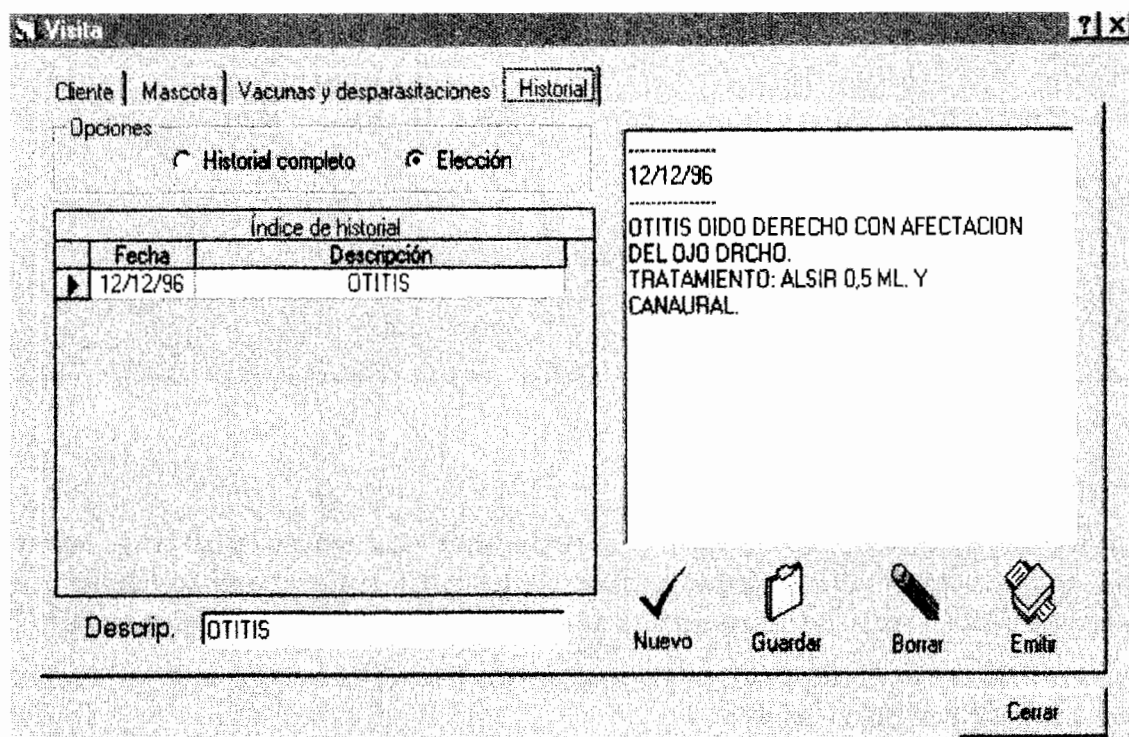 Visita
Cliente Mascota Vacunas y desparasitaciones Historial
Opciones
Historial completo Elección
Índice de historial
Fecha Descripción
12/12/96 OTITIS
Descrip. OTITIS
---------------
12/12/96
---------------
OTITIS OIDO DERECHO CON AFECTACION
DEL OJO DRCHO.
TRATAMIENTO: ALSIR 0,5 ML. Y
CANAURAL.
Nuevo Guardar Borrar Emitir
Cerrar